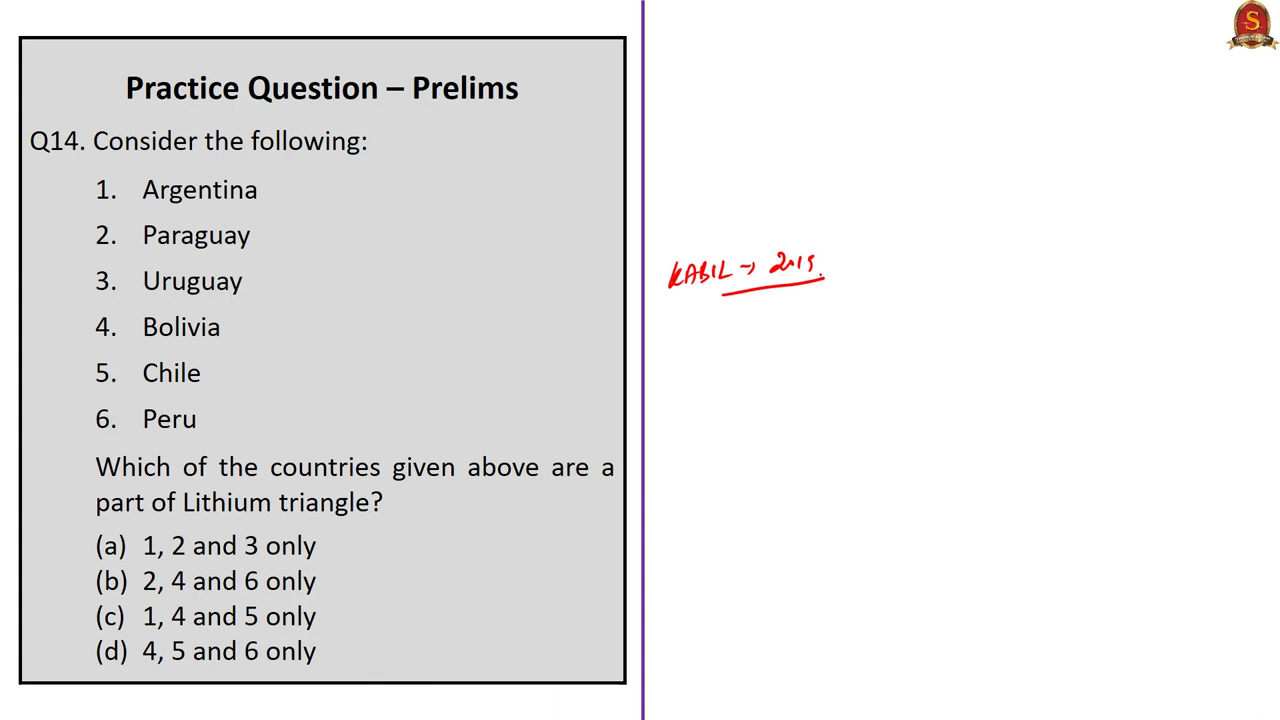 Practice Question – Prelims
Q14. Consider the following:
1. Argentina
2. Paraguay
3. Uruguay
4. Bolivia
5. Chile
6. Peru
Which of the countries given above are a
part of Lithium triangle?
(a) 1, 2 and 3 only
(b) 2, 4 and 6 only
(c) 1, 4 and 5 only
(d) 4, 5 and 6 only
KABIL → 2019.
S